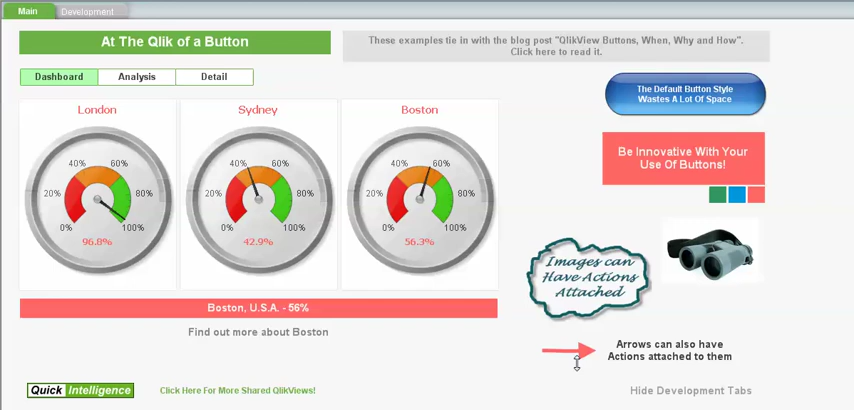 Main
Development
At The Qlik of a Button
These examples tie in with the blog post "QlikView Buttons, When, Why and How".
Click here to read it.
Dashboard Analysis Detail
The Default Button Style
Wastes A Lot Of Space
London Sydney Boston
Be Innovative With Your
Use Of Buttons!
40% 60%
20% 80%
0% 100%
96.8%
40% 60%
20% 80%
0% 100%
42.9%
40% 60%
20% 80%
0% 100%
56.3%
Images can
Have Actions
Attached
Boston, U.S.A. - 56%
Find out more about Boston
Arrows can also have
Actions attached to them
Quick Intelligence
Click Here For More Shared QlikViews!
Hide Development Tabs